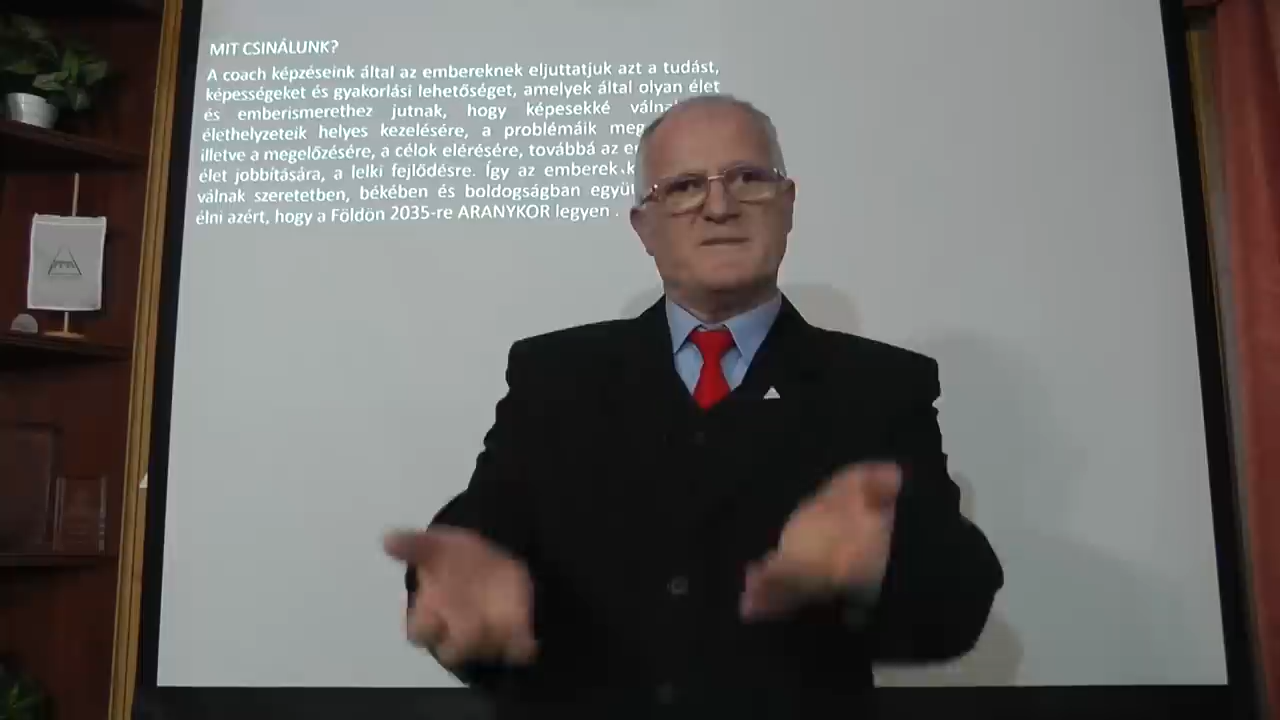 MIT CSINÁLUNK?
A coach képzéseink által az embereknek eljuttatjuk azt a tudást,
képességeket és gyakorlási lehetőséget, amelyek által olyan élet
és emberismerethez jutnak, hogy képesekké
élethelyzeteik helyes kezelésére, a problémáik
illetve a megelőzésére, a célok elérésére, továbbá az
élet jobbítására, a lelki fejlődésre. Így az emberek
válnak szeretetben, békében és boldogságban
élni azért, hogy a Földön 2035-re ARANYKOR legyen .